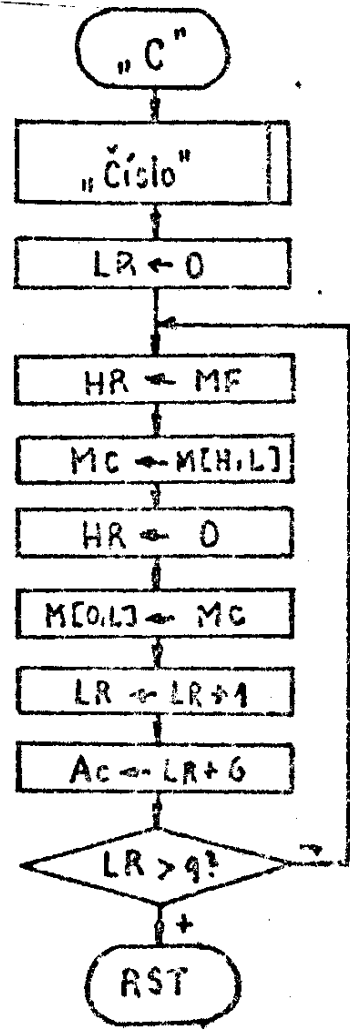 „C"
„Číslo"
LR ← 0
HR ← MF
MC ← M[H,L]
HR ← 0
M[0,L] ← MC
LR ← LR+1
AC ← LR+6
LR > 9?
-
+
RST